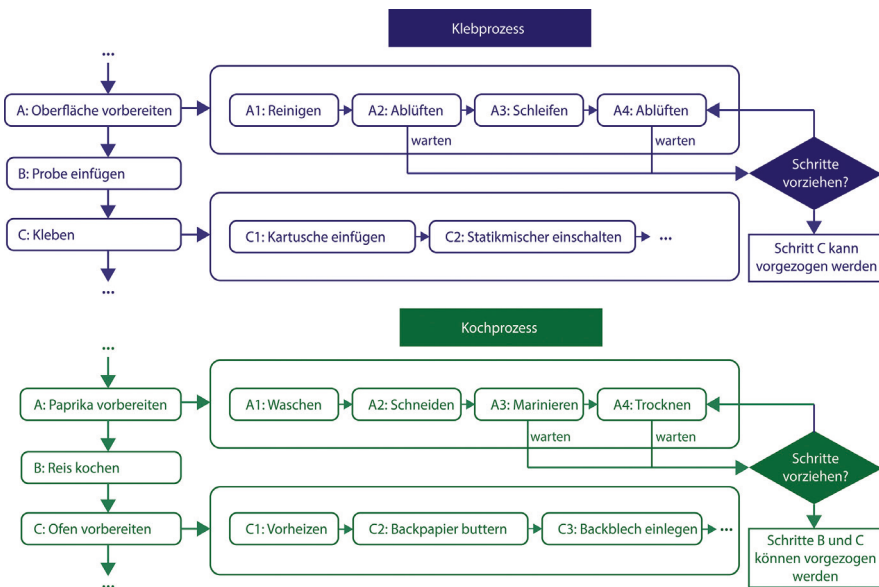 Klebprozess
...
A: Oberfläche vorbereiten
A1: Reinigen
A2: Ablüften
A3: Schleifen
A4: Ablüften
warten
warten
B: Probe einfügen
Schritte
vorziehen?
C: Kleben
C1: Kartusche einfügen
C2: Statikmischer einschalten
...
Schritt C kann
vorgezogen werden
...
Kochprozess
...
A: Paprika vorbereiten
A1: Waschen
A2: Schneiden
A3: Marinieren
A4: Trocknen
warten
warten
B: Reis kochen
Schritte
vorziehen?
C: Ofen vorbereiten
C1: Vorheizen
C2: Backpapier buttern
C3: Backblech einlegen
...
Schritte B und C
können vorgezogen
werden
...